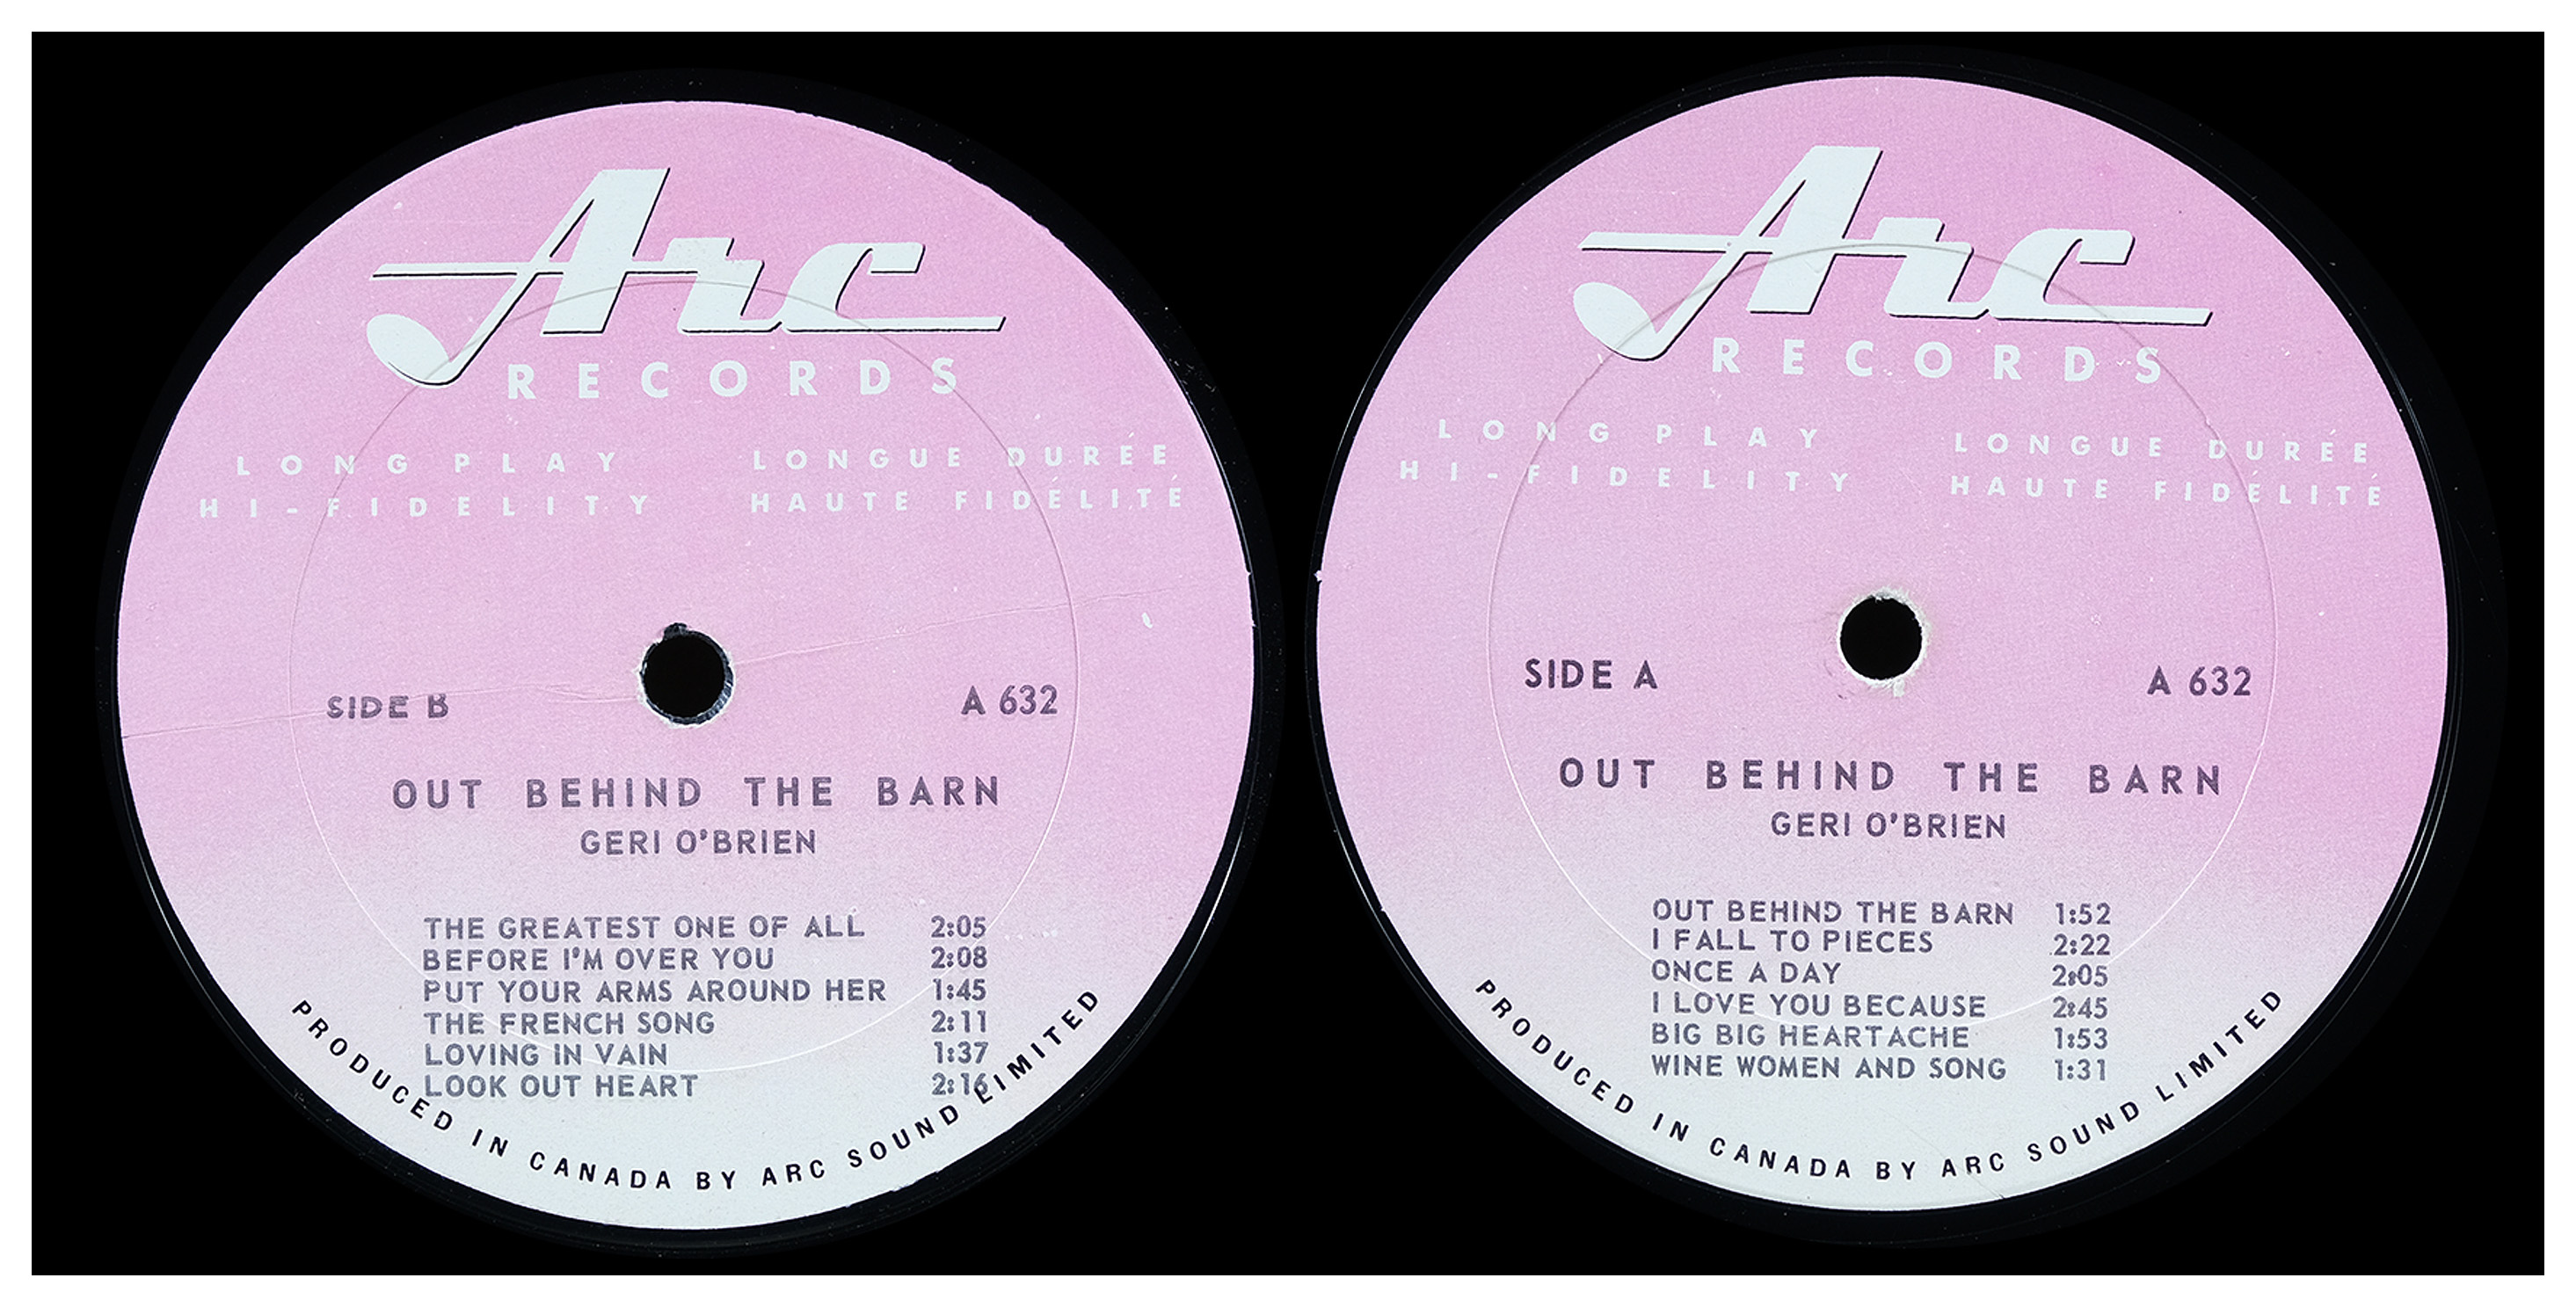 Arc
RECORDS
LONG PLAY LONGUE DURÉE
HI-FIDELITY HAUTE FIDÉLITÉ
SIDE B A 632
OUT BEHIND THE BARN
GERI O'BRIEN
THE GREATEST ONE OF ALL 2:05
BEFORE I'M OVER YOU 2:08
PUT YOUR ARMS AROUND HER 1:45
THE FRENCH SONG 2:11
LOVING IN VAIN 1:37
LOOK OUT HEART 2:16
PRODUCED IN CANADA BY ARC SOUND LIMITED
Arc
RECORDS
LONG PLAY LONGUE DURÉE
HI-FIDELITY HAUTE FIDÉLITÉ
SIDE A A 632
OUT BEHIND THE BARN
GERI O'BRIEN
OUT BEHIND THE BARN 1:52
I FALL TO PIECES 2:22
ONCE A DAY 2:05
I LOVE YOU BECAUSE 2:45
BIG BIG HEARTACHE 1:53
WINE WOMEN AND SONG 1:31
PRODUCED IN CANADA BY ARC SOUND LIMITED